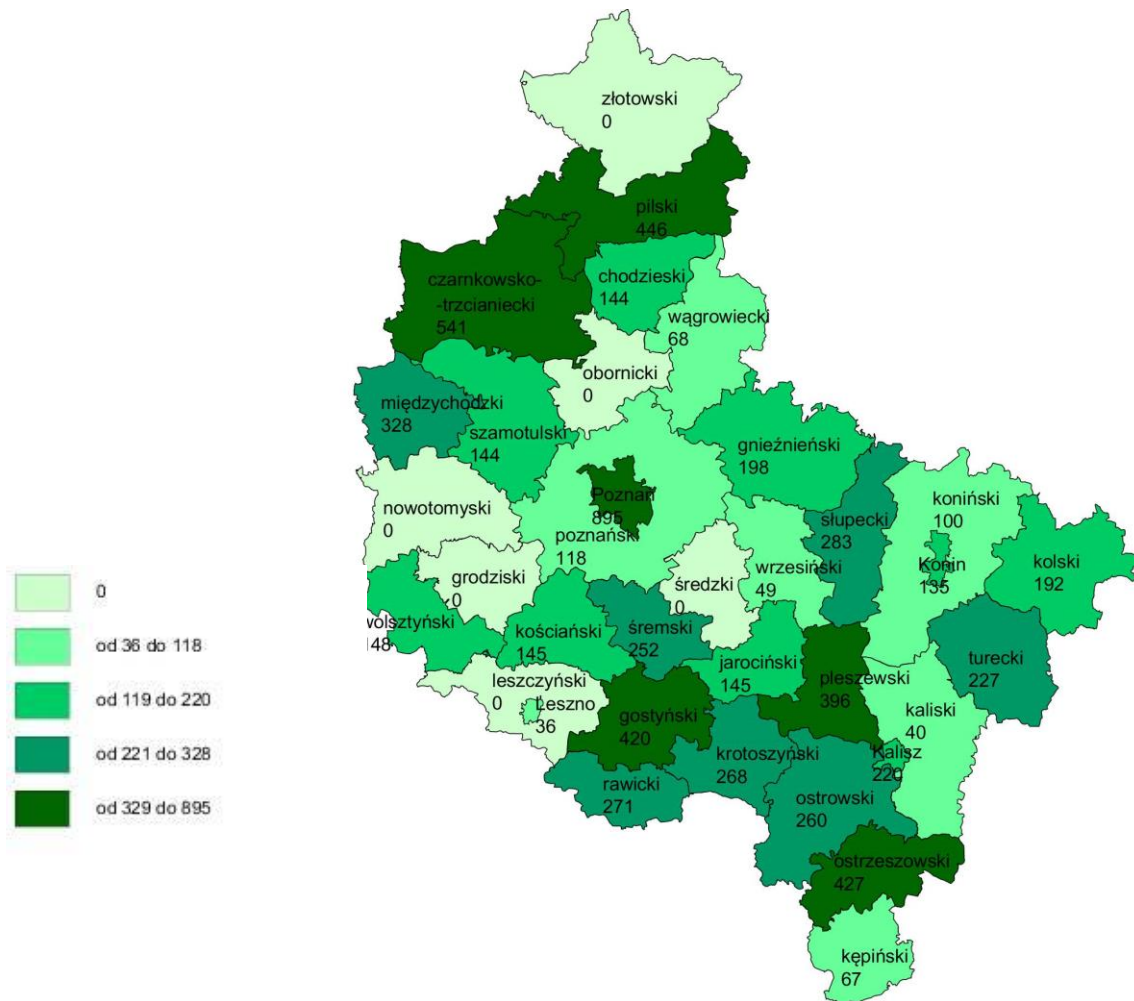 złotowski
0
pilski
446
czarnkowsko-
-trzcianiecki
541
chodzieski
144
wągrowiecki
68
obornicki
0
międzychodzki
328
szamotulski
144
gnieźnieński
198
nowotomyski
0
Poznań
895
poznański
118
słupecki
283
koniński
100
Konin
135
kolski
192
grodziski
0
średzki
0
wrzesiński
49
wolsztyński
148
kościański
145
śremski
252
jarociński
145
pleszewski
396
turecki
227
leszczyński
0
Leszno
36
gostyński
420
kaliski
40
Kalisz
220
krotoszyński
268
rawicki
271
ostrowski
260
ostrzeszowski
427
kępiński
67
0
od 36 do 118
od 119 do 220
od 221 do 328
od 329 do 895